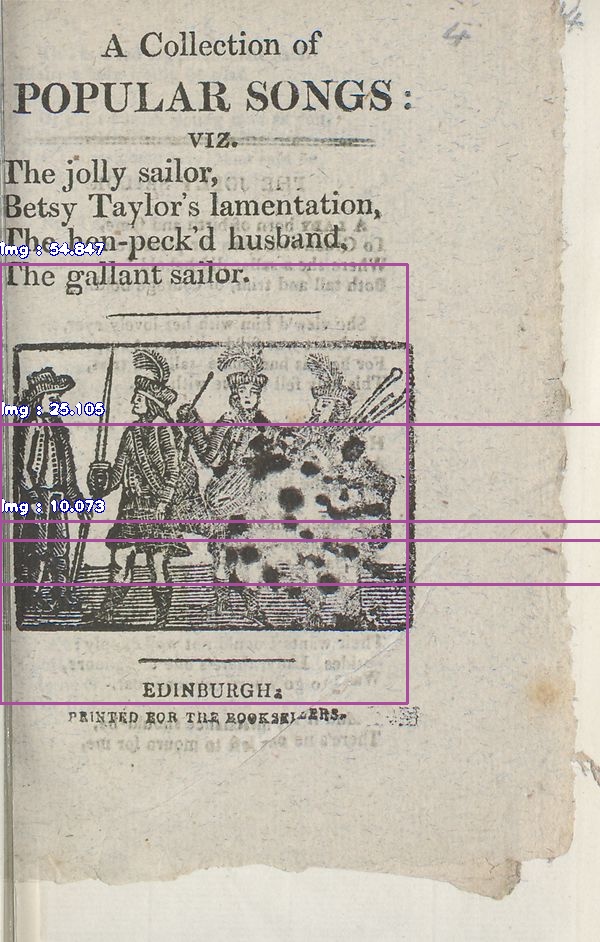 A Collection of
POPULAR SONGS:
VIZ.
The jolly sailor,
Betsy Taylor's lamentation,
The hen-peck'd husband,
Img : 54.847
The gallant sailor.
Img : 25.105
Img : 10.073
EDINBURGH:
PRINTED FOR THE BOOKSELLERS.
4
4